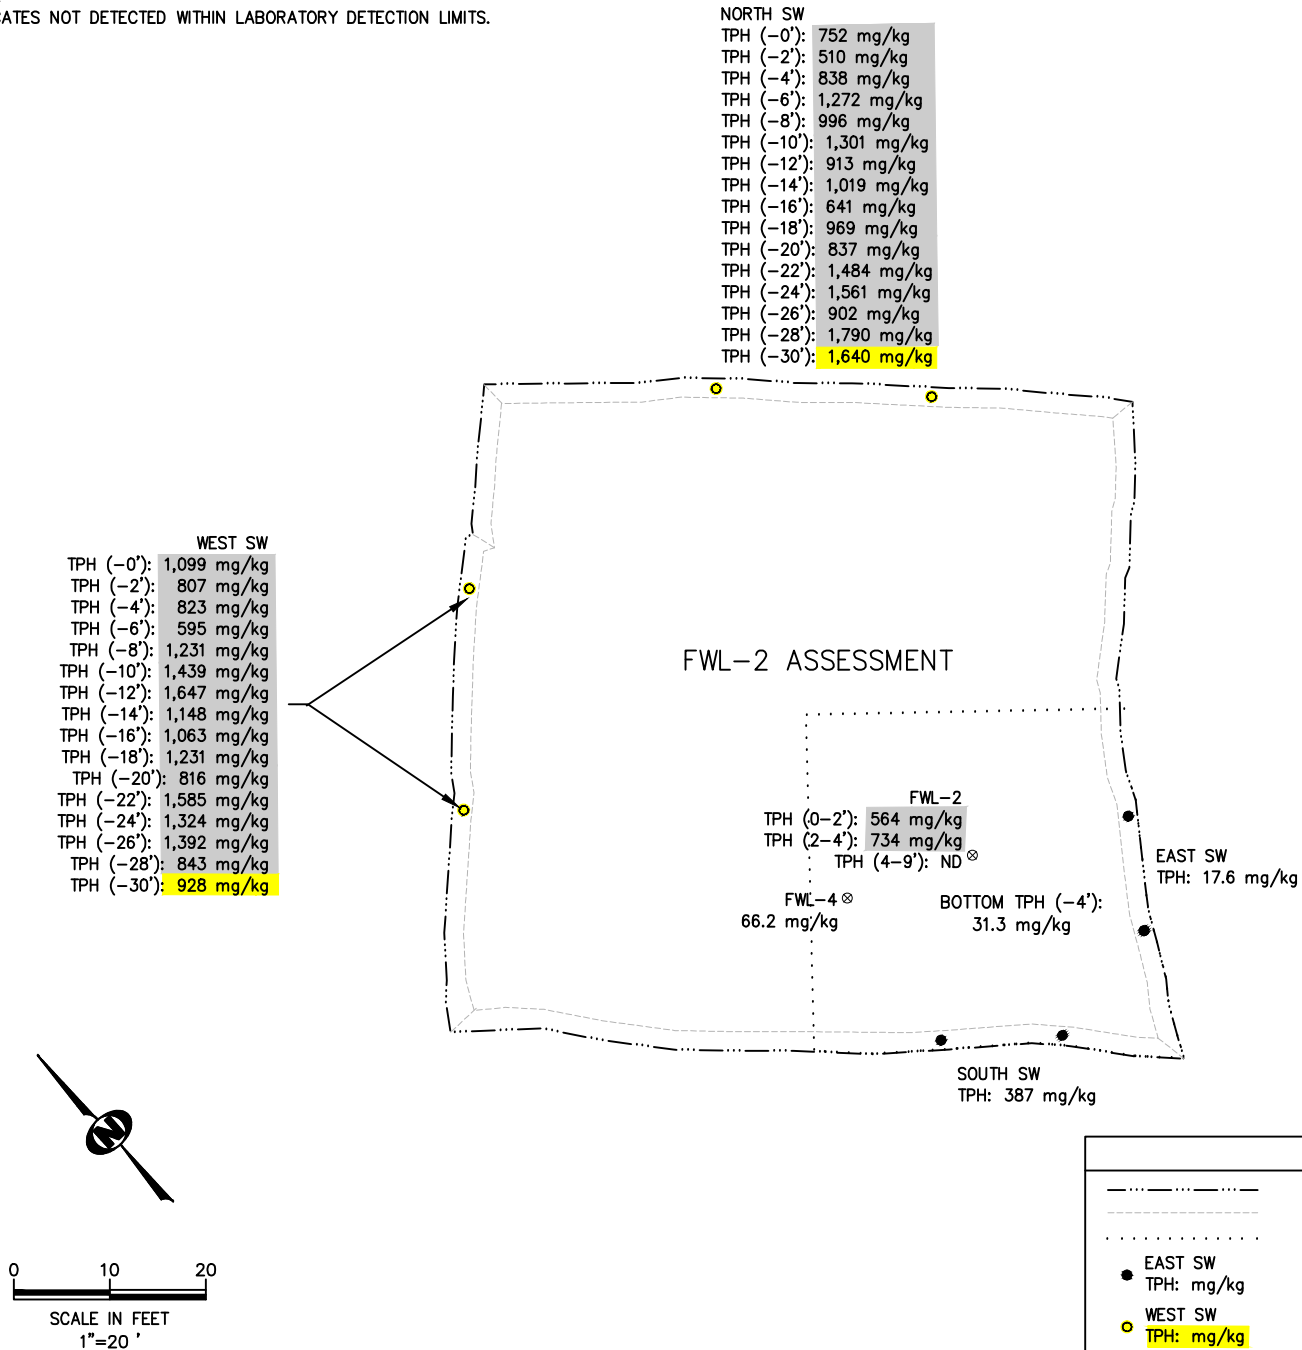 CATES NOT DETECTED WITHIN LABORATORY DETECTION LIMITS.
NORTH SW
TPH (-0'): 752 mg/kg
TPH (-2'): 510 mg/kg
TPH (-4'): 838 mg/kg
TPH (-6'): 1,272 mg/kg
TPH (-8'): 996 mg/kg
TPH (-10'): 1,301 mg/kg
TPH (-12'): 913 mg/kg
TPH (-14'): 1,019 mg/kg
TPH (-16'): 641 mg/kg
TPH (-18'): 969 mg/kg
TPH (-20'): 837 mg/kg
TPH (-22'): 1,484 mg/kg
TPH (-24'): 1,561 mg/kg
TPH (-26'): 902 mg/kg
TPH (-28'): 1,790 mg/kg
TPH (-30'): 1,640 mg/kg
WEST SW
TPH (-0'): 1,099 mg/kg
TPH (-2'): 807 mg/kg
TPH (-4'): 823 mg/kg
TPH (-6'): 595 mg/kg
TPH (-8'): 1,231 mg/kg
TPH (-10'): 1,439 mg/kg
TPH (-12'): 1,647 mg/kg
TPH (-14'): 1,148 mg/kg
TPH (-16'): 1,063 mg/kg
TPH (-18'): 1,231 mg/kg
TPH (-20'): 816 mg/kg
TPH (-22'): 1,585 mg/kg
TPH (-24'): 1,324 mg/kg
TPH (-26'): 1,392 mg/kg
TPH (-28'): 843 mg/kg
TPH (-30'): 928 mg/kg
FWL-2 ASSESSMENT
FWL-2
TPH (0-2'): 564 mg/kg
TPH (2-4'): 734 mg/kg
TPH (4-9'): ND
FWL-4
66.2 mg/kg
BOTTOM TPH (-4'):
31.3 mg/kg
EAST SW
TPH: 17.6 mg/kg
SOUTH SW
TPH: 387 mg/kg
N
0 10 20
SCALE IN FEET
1"=20 '
EAST SW
TPH: mg/kg
WEST SW
TPH: mg/kg